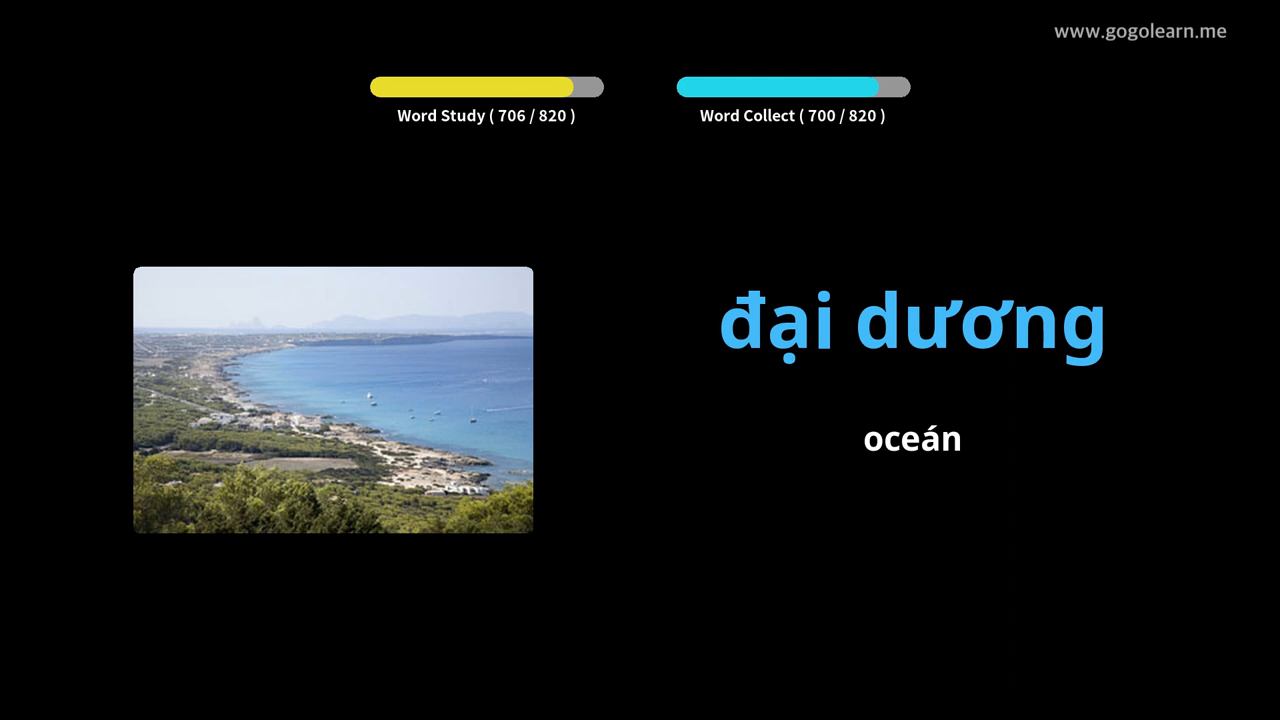 www.gogolearn.me
Word Study ( 706 / 820 )
Word Collect ( 700 / 820 )
đại dương
oceán